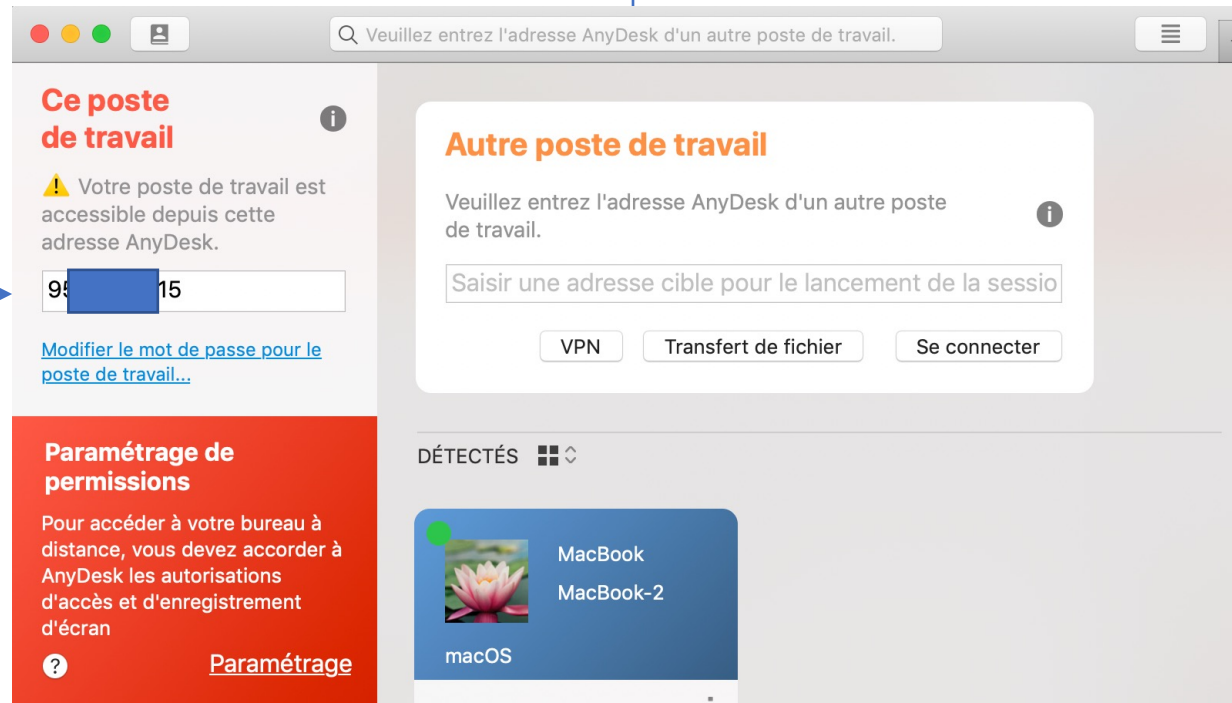 Veuillez entrez l'adresse AnyDesk d'un autre poste de travail.
Ce poste
de travail
Votre poste de travail est
accessible depuis cette
adresse AnyDesk.
15
Modifier le mot de passe pour le
poste de travail...
Paramétrage de
permissions
Pour accéder à votre bureau à
distance, vous devez accorder à
AnyDesk les autorisations
d'accès et d'enregistrement
d'écran
?
Paramétrage
Autre poste de travail
Veuillez entrez l'adresse AnyDesk d'un autre poste
de travail.
Saisir une adresse cible pour le lancement de la sessio
VPN Transfert de fichier Se connecter
DÉTECTÉS
MacBook
MacBook-2
macOS